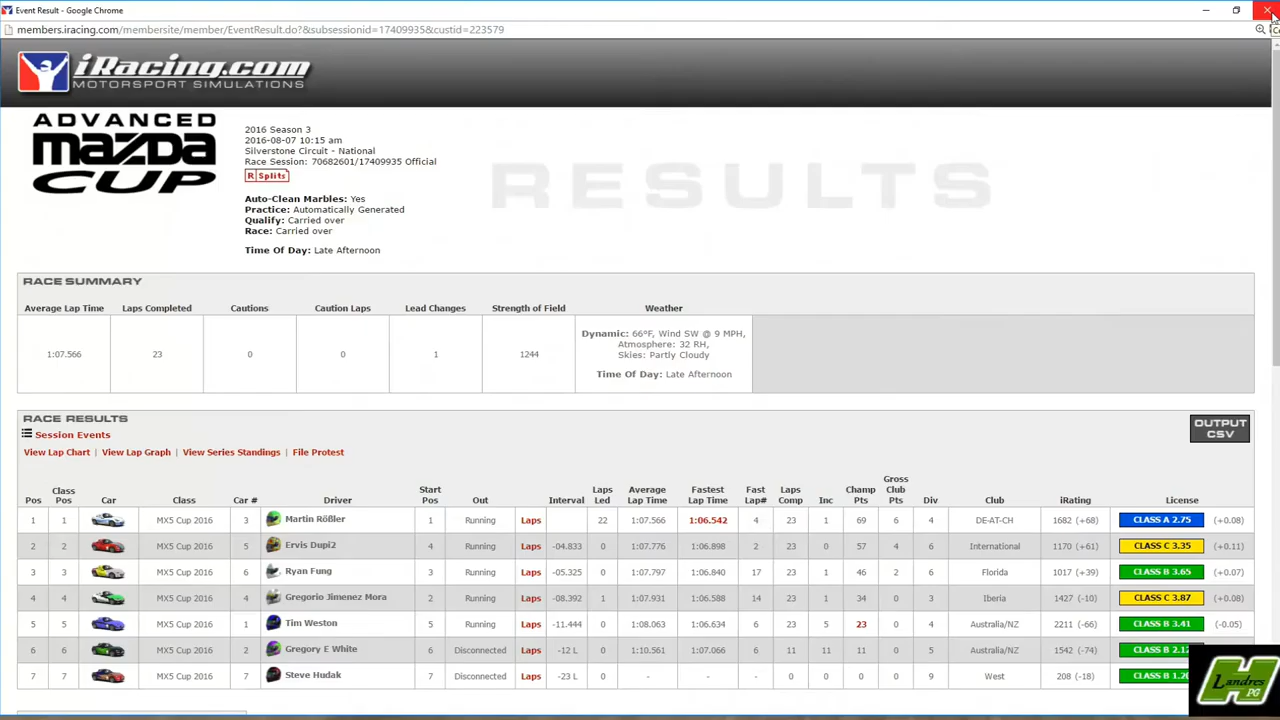 Event Result - Google Chrome
members.iracing.com/membersite/member/EventResult.do?&subsessionid=17409935&custid=223579
iRacing.com
MOTORSPORT SIMULATIONS
ADVANCED
mazda
CUP
2016 Season 3
2016-08-07 10:15 am
Silverstone Circuit - National
Race Session: 70682601/17409935 Official
R Splits
Auto-Clean Marbles: Yes
Practice: Automatically Generated
Qualify: Carried over
Race: Carried over
Time Of Day: Late Afternoon
RESULTS
RACE SUMMARY
Average Lap Time Laps Completed Cautions Caution Laps Lead Changes Strength of Field Weather
1:07.566 23 0 0 1 1244 Dynamic: 66°F, Wind SW @ 9 MPH,
Atmosphere: 32 RH,
Skies: Partly Cloudy
Time Of Day: Late Afternoon
RACE RESULTS
Session Events
View Lap Chart | View Lap Graph | View Series Standings | File Protest
OUTPUT
CSV
Pos Class Pos Car Class Car # Driver Start Pos Out Interval Laps Led Average Lap Time Fastest Lap Time Fast Lap# Laps Comp Inc Champ Pts Gross Club Pts Div Club iRating License
1 1 MX5 Cup 2016 3 Martin Rößler 1 Running Laps 22 1:07.566 1:06.542 4 23 1 69 6 4 DE-AT-CH 1682 (+68) CLASS A 2.75 (+0.08)
2 2 MX5 Cup 2016 5 Ervis Dupi2 4 Running Laps -04.833 0 1:07.776 1:06.898 2 23 0 57 4 6 International 1170 (+61) CLASS C 3.35 (+0.11)
3 3 MX5 Cup 2016 6 Ryan Fung 3 Running Laps -05.325 0 1:07.797 1:06.840 17 23 1 46 2 6 Florida 1017 (+39) CLASS B 3.65 (+0.07)
4 4 MX5 Cup 2016 4 Gregorio Jimenez Mora 2 Running Laps -08.392 1 1:07.931 1:06.588 14 23 1 34 0 3 Iberia 1427 (-10) CLASS C 3.87 (+0.08)
5 5 MX5 Cup 2016 1 Tim Weston 5 Running Laps -11.444 0 1:08.063 1:06.634 6 23 5 23 0 4 Australia/NZ 2211 (-66) CLASS B 3.41 (-0.05)
6 6 MX5 Cup 2016 2 Gregory E White 6 Disconnected Laps -12 L 0 1:10.561 1:07.066 8 11 11 11 0 5 Australia/NZ 1542 (-74) CLASS B
7 7 MX5 Cup 2016 7 Steve Hudak 7 Disconnected Laps -23 L 0 - - - 0 0 0 0 9 West 208 (-18) CLASS B
Landres
PG